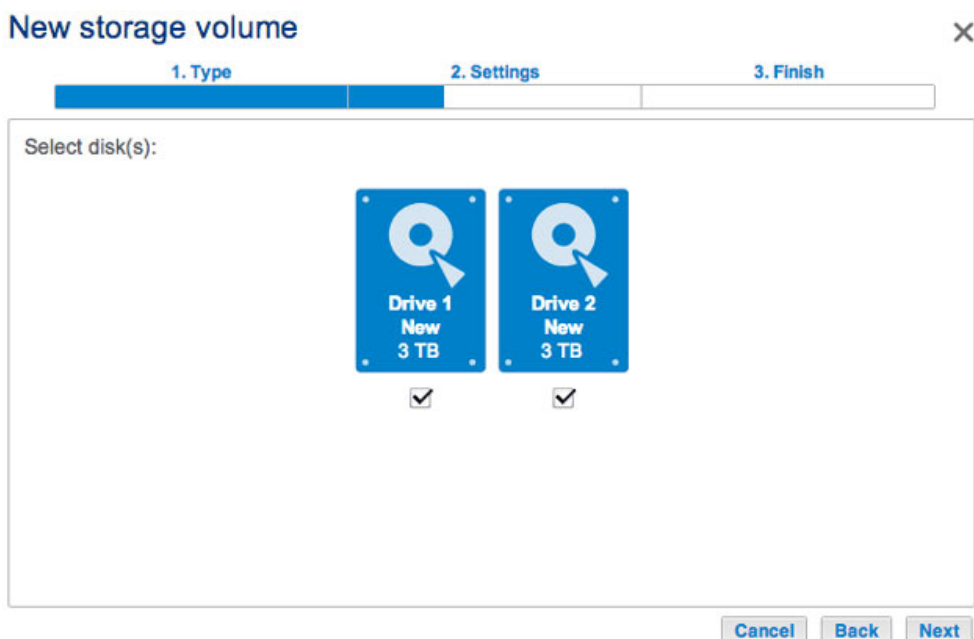 New storage volume
1. Type 2. Settings 3. Finish
Select disk(s):
Drive 1 Drive 2
New New
3 TB 3 TB
Cancel Back Next